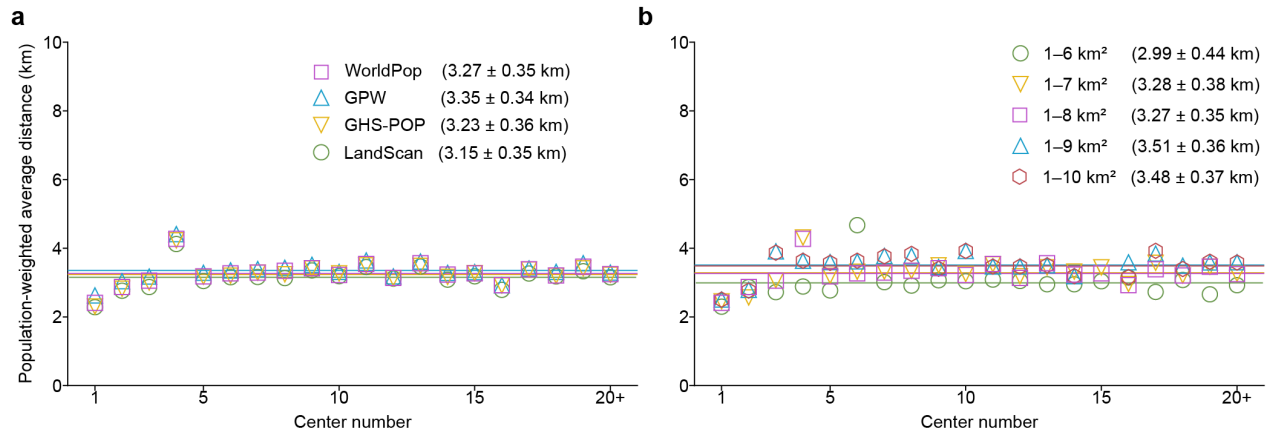 a
Population-weighted average distance (km)
10
8
6
4
2
0
WorldPop (3.27 ± 0.35 km)
GPW (3.35 ± 0.34 km)
GHS-POP (3.23 ± 0.36 km)
LandScan (3.15 ± 0.35 km)
1 5 10 15 20+
Center number
b
10
8
6
4
2
0
1–6 km² (2.99 ± 0.44 km)
1–7 km² (3.28 ± 0.38 km)
1–8 km² (3.27 ± 0.35 km)
1–9 km² (3.51 ± 0.36 km)
1–10 km² (3.48 ± 0.37 km)
1 5 10 15 20+
Center number